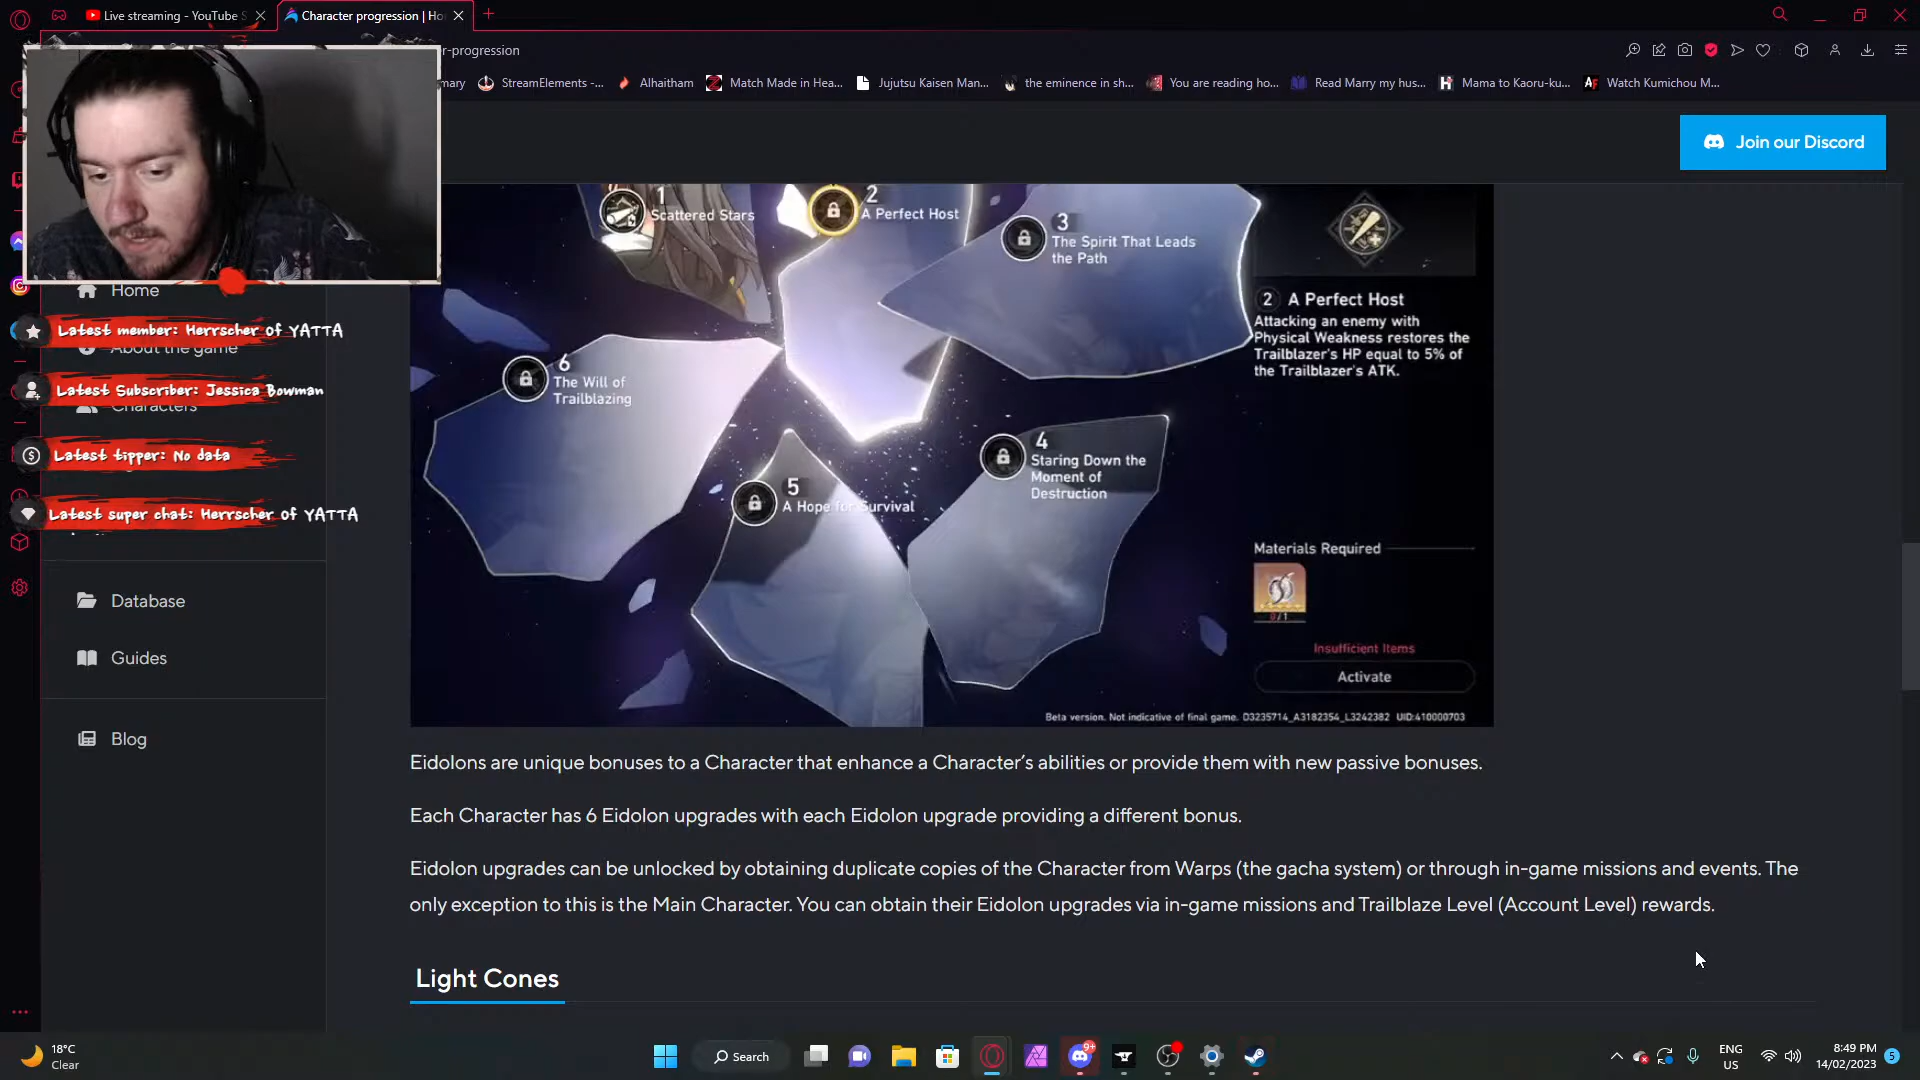 Live streaming - YouTube S
Character progression | Ho
r-progression
mary
StreamElements -...
Alhaitham
Match Made in Hea...
Jujutsu Kaisen Man...
the eminence in sh...
You are reading ho...
Read Marry my hus...
Mama to Kaoru-ku...
Watch Kumichou M...
Join our Discord
Home
Latest member: Herrscher of YATTA
About the game
Latest Subscriber: Jessica Bowman
Characters
Latest tipper: No data
Latest super chat: Herrscher of YATTA
Database
Guides
Blog
1
Scattered Stars
2
A Perfect Host
3
The Spirit That Leads
the Path
6
The Will of
Trailblazing
5
A Hope for Survival
4
Staring Down the
Moment of
Destruction
2 A Perfect Host
Attacking an enemy with
Physical Weakness restores the
Trailblazer's HP equal to 5% of
the Trailblazer's ATK.
Materials Required
0/1
Insufficient Items
Activate
Beta version. Not indicative of final game. D3235714_A3182354_L3242382 UID:410000703
Eidolons are unique bonuses to a Character that enhance a Character's abilities or provide them with new passive bonuses.
Each Character has 6 Eidolon upgrades with each Eidolon upgrade providing a different bonus.
Eidolon upgrades can be unlocked by obtaining duplicate copies of the Character from Warps (the gacha system) or through in-game missions and events. The
only exception to this is the Main Character. You can obtain their Eidolon upgrades via in-game missions and Trailblaze Level (Account Level) rewards.
Light Cones
18°C
Clear
Search
9+
ENG
US
8:49 PM
14/02/2023
5